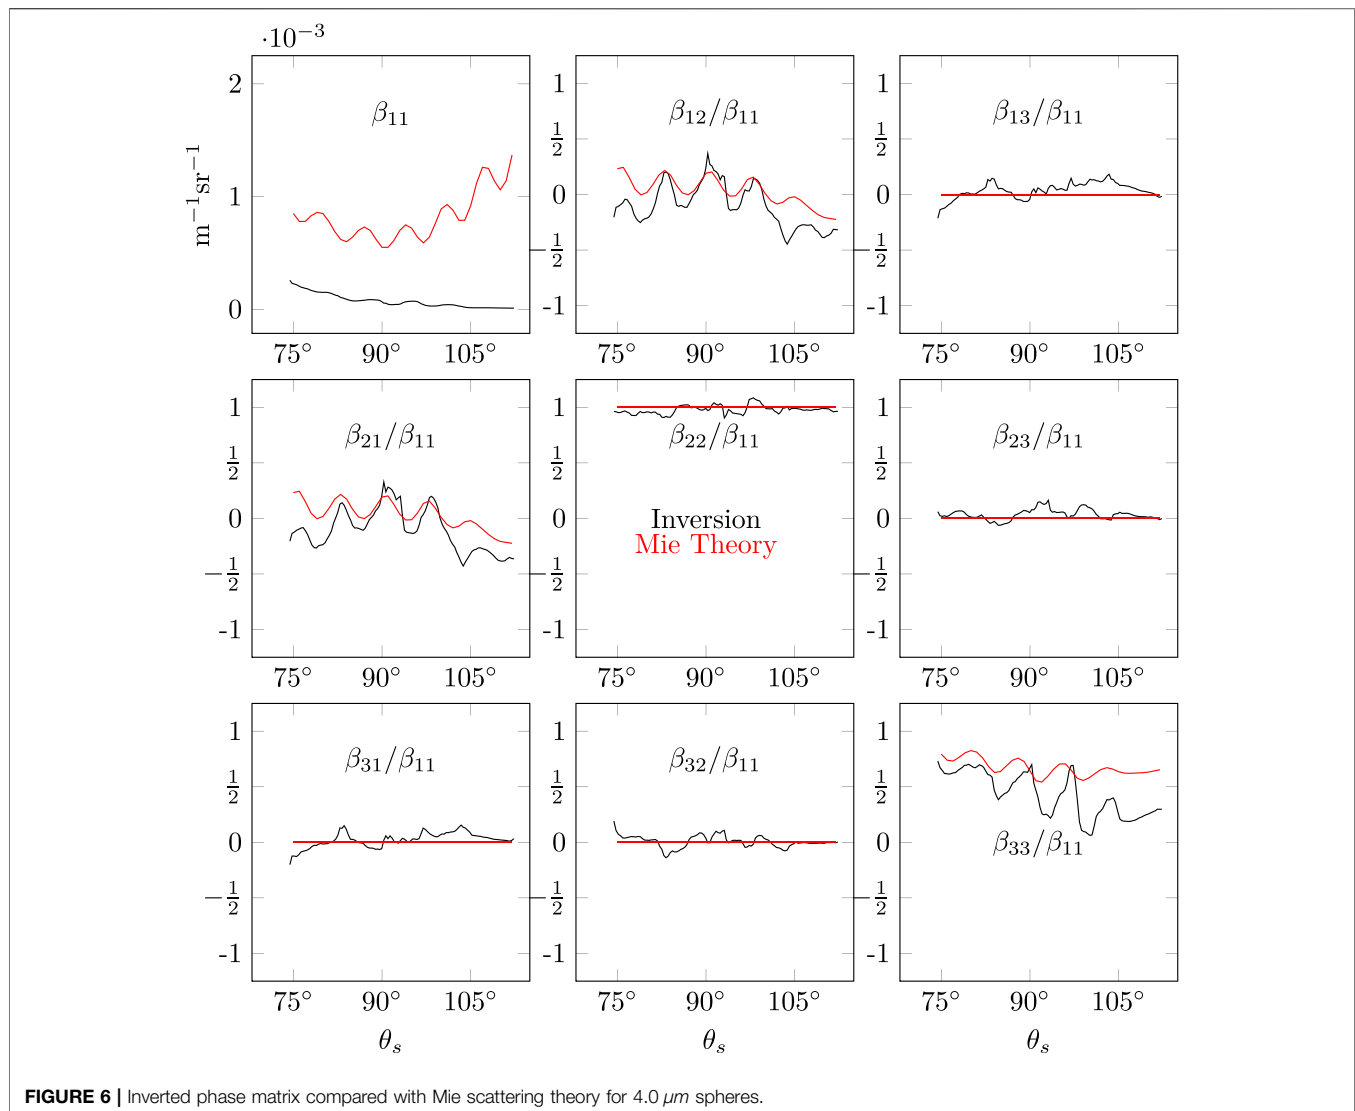 ·10⁻³
2
1
0
m⁻¹sr⁻¹
β₁₁
75° 90° 105°
1
1/2
0
−1/2
-1
β₁₂/β₁₁
75° 90° 105°
1
1/2
0
−1/2
-1
β₁₃/β₁₁
75° 90° 105°
1
1/2
0
−1/2
-1
β₂₁/β₁₁
75° 90° 105°
1
1/2
0
−1/2
-1
β₂₂/β₁₁
Inversion
Mie Theory
75° 90° 105°
1
1/2
0
−1/2
-1
β₂₃/β₁₁
75° 90° 105°
1
1/2
0
−1/2
-1
β₃₁/β₁₁
75° 90° 105°
θₛ
1
1/2
0
−1/2
-1
β₃₂/β₁₁
75° 90° 105°
θₛ
1
1/2
0
−1/2
-1
β₃₃/β₁₁
75° 90° 105°
θₛ
FIGURE 6 | Inverted phase matrix compared with Mie scattering theory for 4.0 μm spheres.